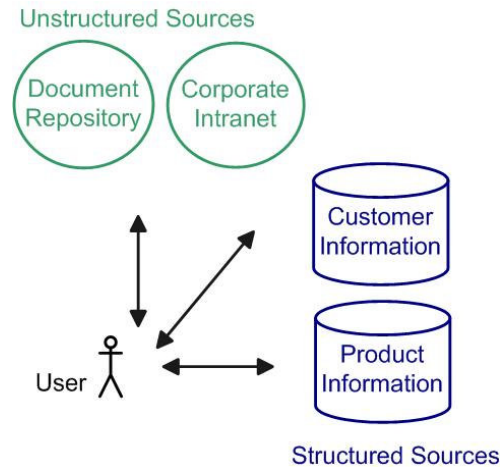 Unstructured Sources
Document
Repository
Corporate
Intranet
Customer
Information
Product
Information
User
Structured Sources